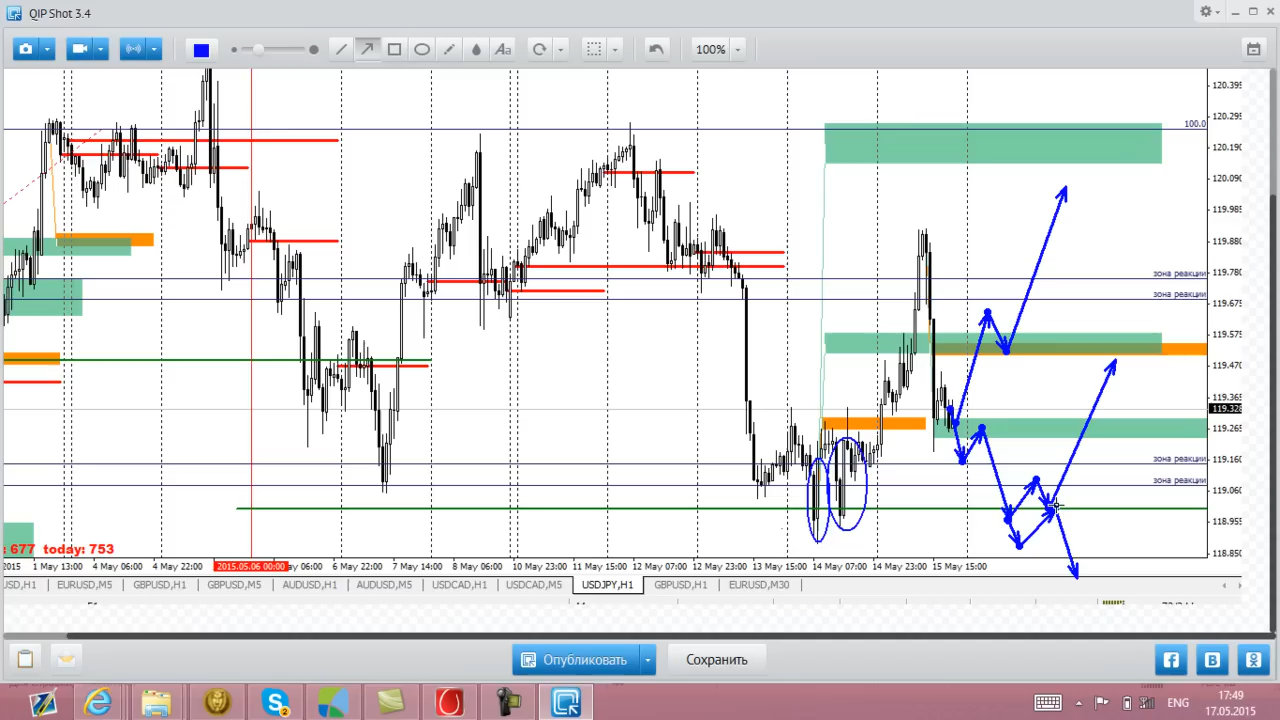 QIP Shot 3.4
Aa
100%
120.395
120.295
100.0
120.190
120.090
119.985
119.880
зона реакции
119.780
зона реакции
119.675
119.575
119.470
119.365
119.328
119.265
зона реакции
119.160
зона реакции
119.060
118.955
118.850
: 677 today: 753
2015 1 May 13:00 4 May 06:00 4 May 22:00 2015.05.06 00:00 06:00 6 May 22:00 7 May 14:00 8 May 06:00 11 May 15:00 12 May 07:00 12 May 23:00 13 May 15:00 14 May 07:00 14 May 23:00 15 May 15:00
USD,H1 EURUSD,M5 GBPUSD,H1 GBPUSD,M5 AUDUSD,H1 AUDUSD,M5 USDCAD,H1 USDCAD,M5 USDJPY,H1 GBPUSD,H1 EURUSD,M30
Опубликовать Сохранить
ENG
17:49
17.05.2015